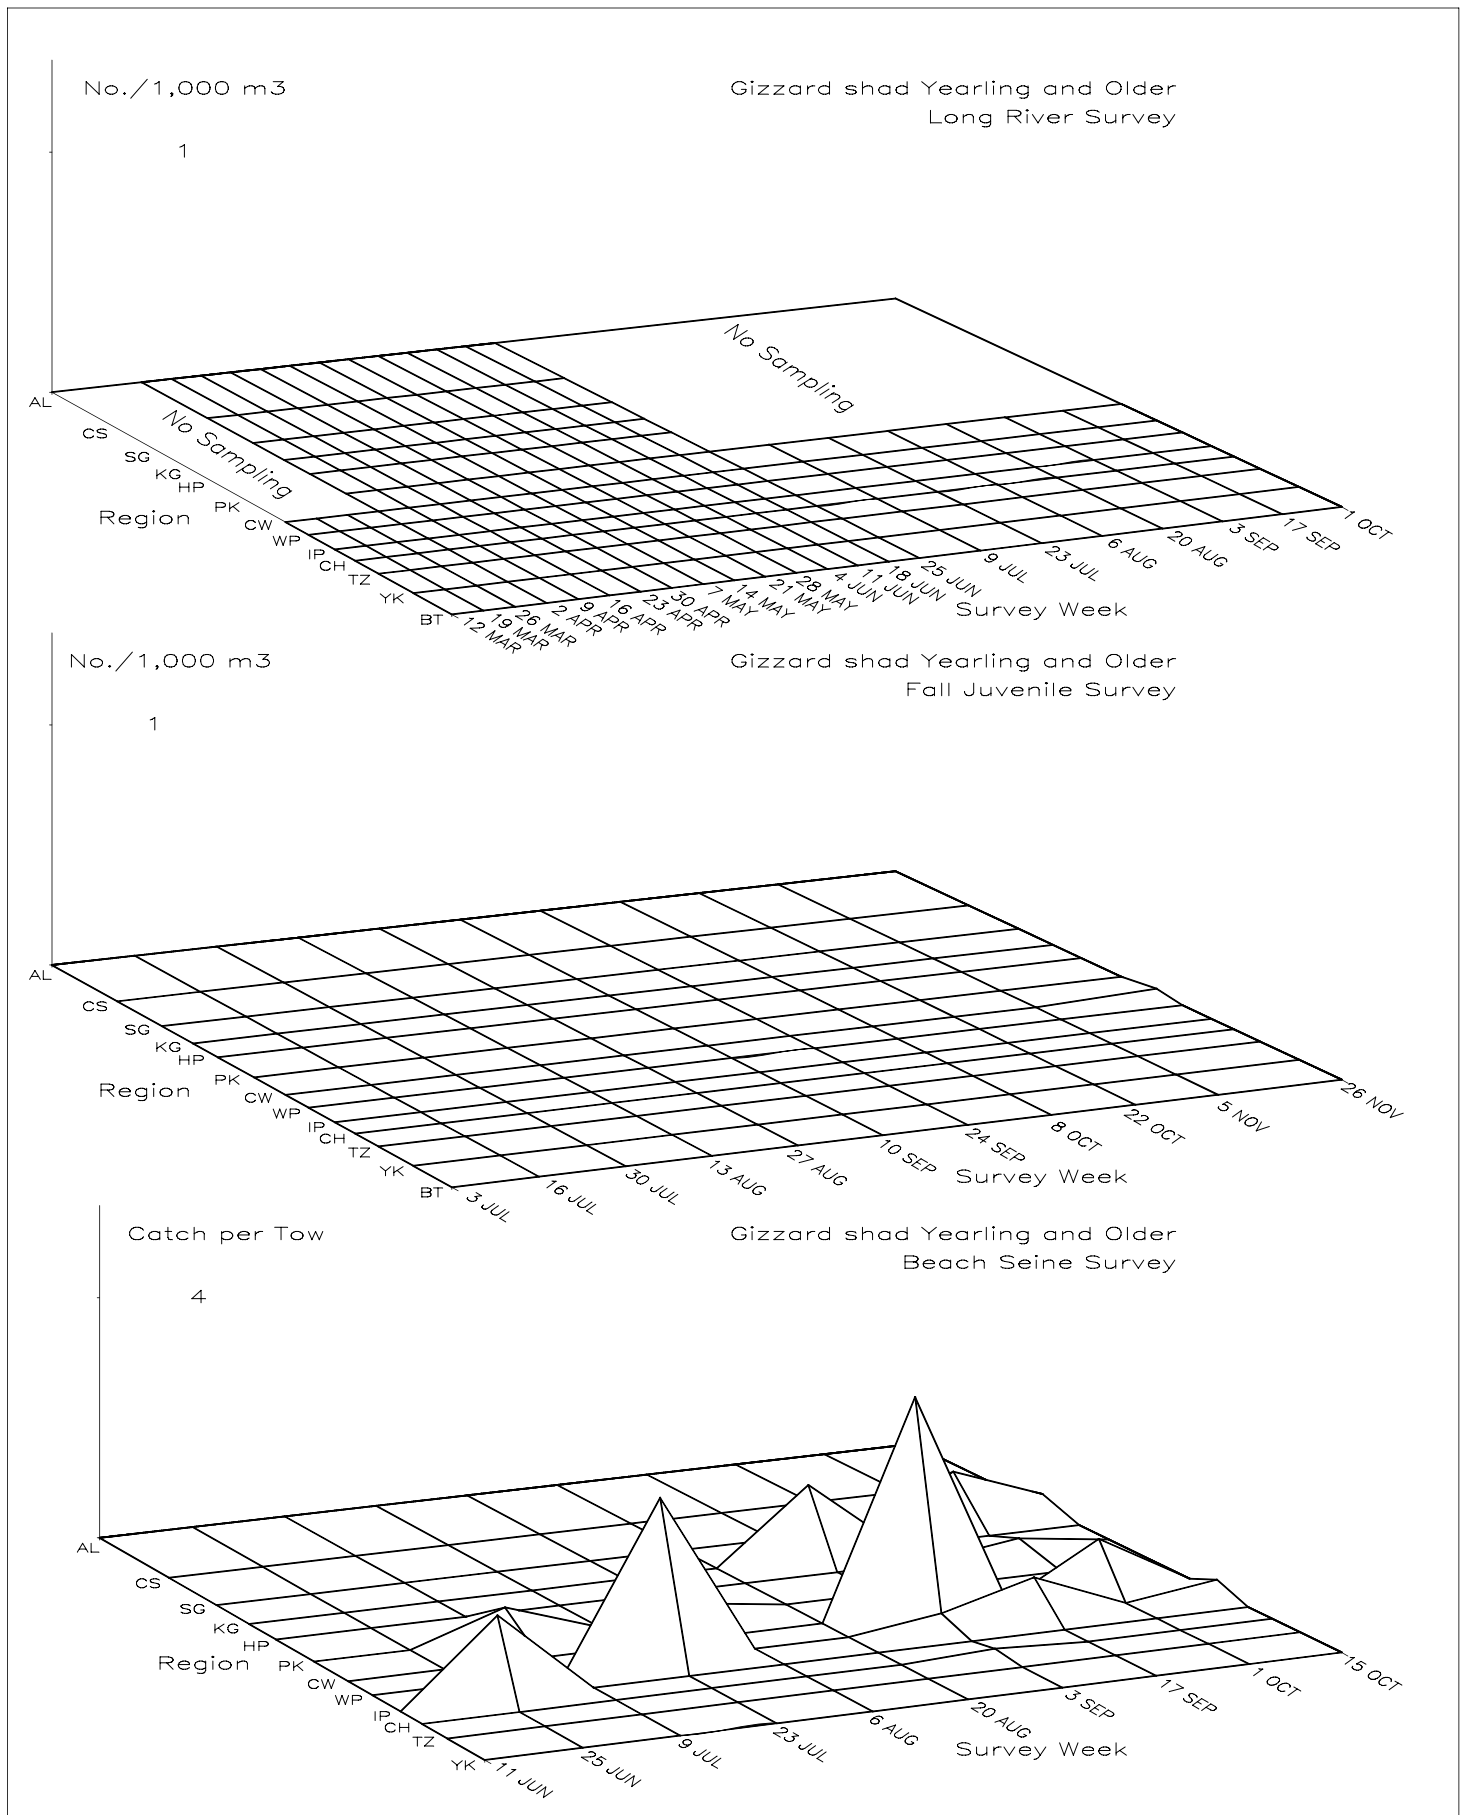 No./1,000 m3
Gizzard shad Yearling and Older
Long River Survey
1
No Sampling
No Sampling
AL
CS
SG
KG
HP
PK
CW
WP
IP
CH
TZ
YK
BT
Region
12 MAR
19 MAR
26 MAR
2 APR
9 APR
16 APR
23 APR
30 APR
7 MAY
14 MAY
21 MAY
28 MAY
4 JUN
11 JUN
18 JUN
25 JUN
9 JUL
23 JUL
6 AUG
20 AUG
3 SEP
17 SEP
1 OCT
Survey Week
No./1,000 m3
Gizzard shad Yearling and Older
Fall Juvenile Survey
1
AL
CS
SG
KG
HP
PK
CW
WP
IP
CH
TZ
YK
BT
Region
3 JUL
16 JUL
30 JUL
13 AUG
27 AUG
10 SEP
24 SEP
8 OCT
22 OCT
5 NOV
26 NOV
Survey Week
Catch per Tow
Gizzard shad Yearling and Older
Beach Seine Survey
4
AL
CS
SG
KG
HP
PK
CW
WP
IP
CH
TZ
YK
Region
11 JUN
25 JUN
9 JUL
23 JUL
6 AUG
20 AUG
3 SEP
17 SEP
1 OCT
15 OCT
Survey Week